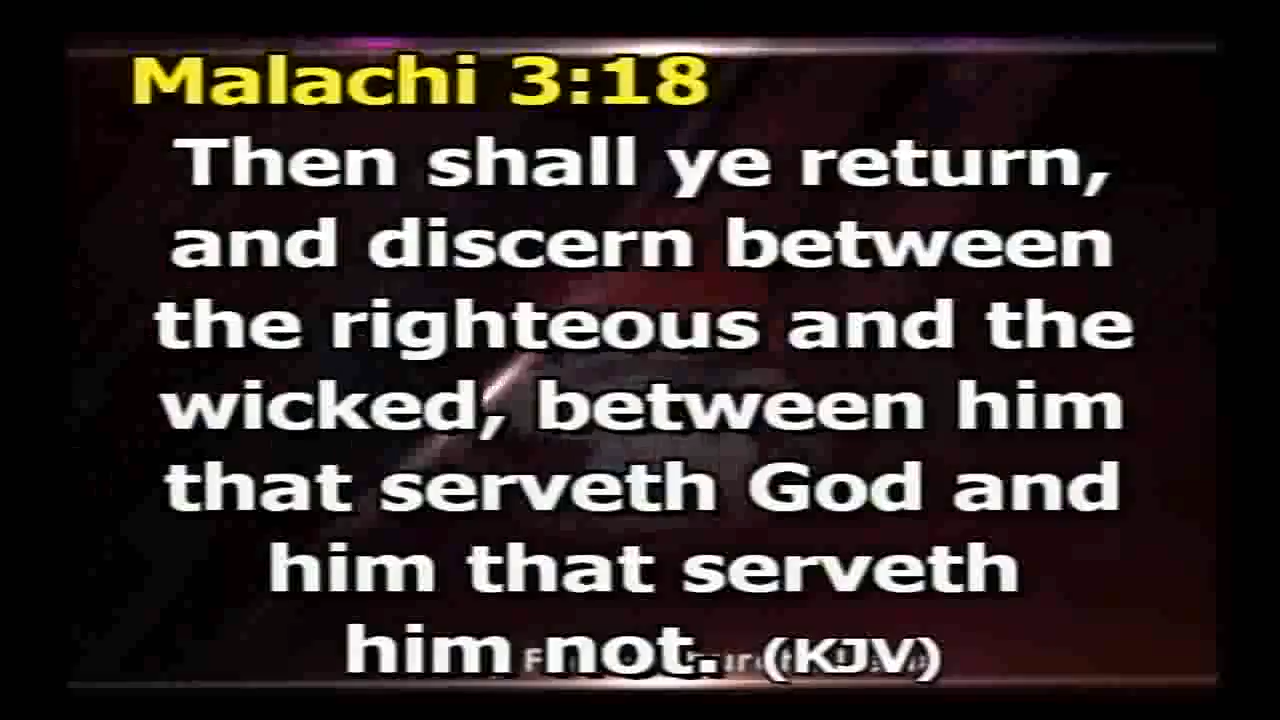 Malachi 3:18
Then shall ye return,
and discern between
the righteous and the
wicked, between him
that serveth God and
him that serveth
him not. (KJV)